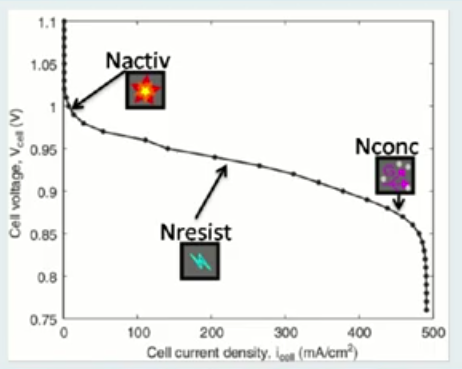 1.1
1.05
1
0.95
0.9
0.85
0.8
0.75
Cell voltage, Vcell (V)
Nactiv
Nconc
Nresist
0 100 200 300 400 500
Cell current density, icell (mA/cm²)